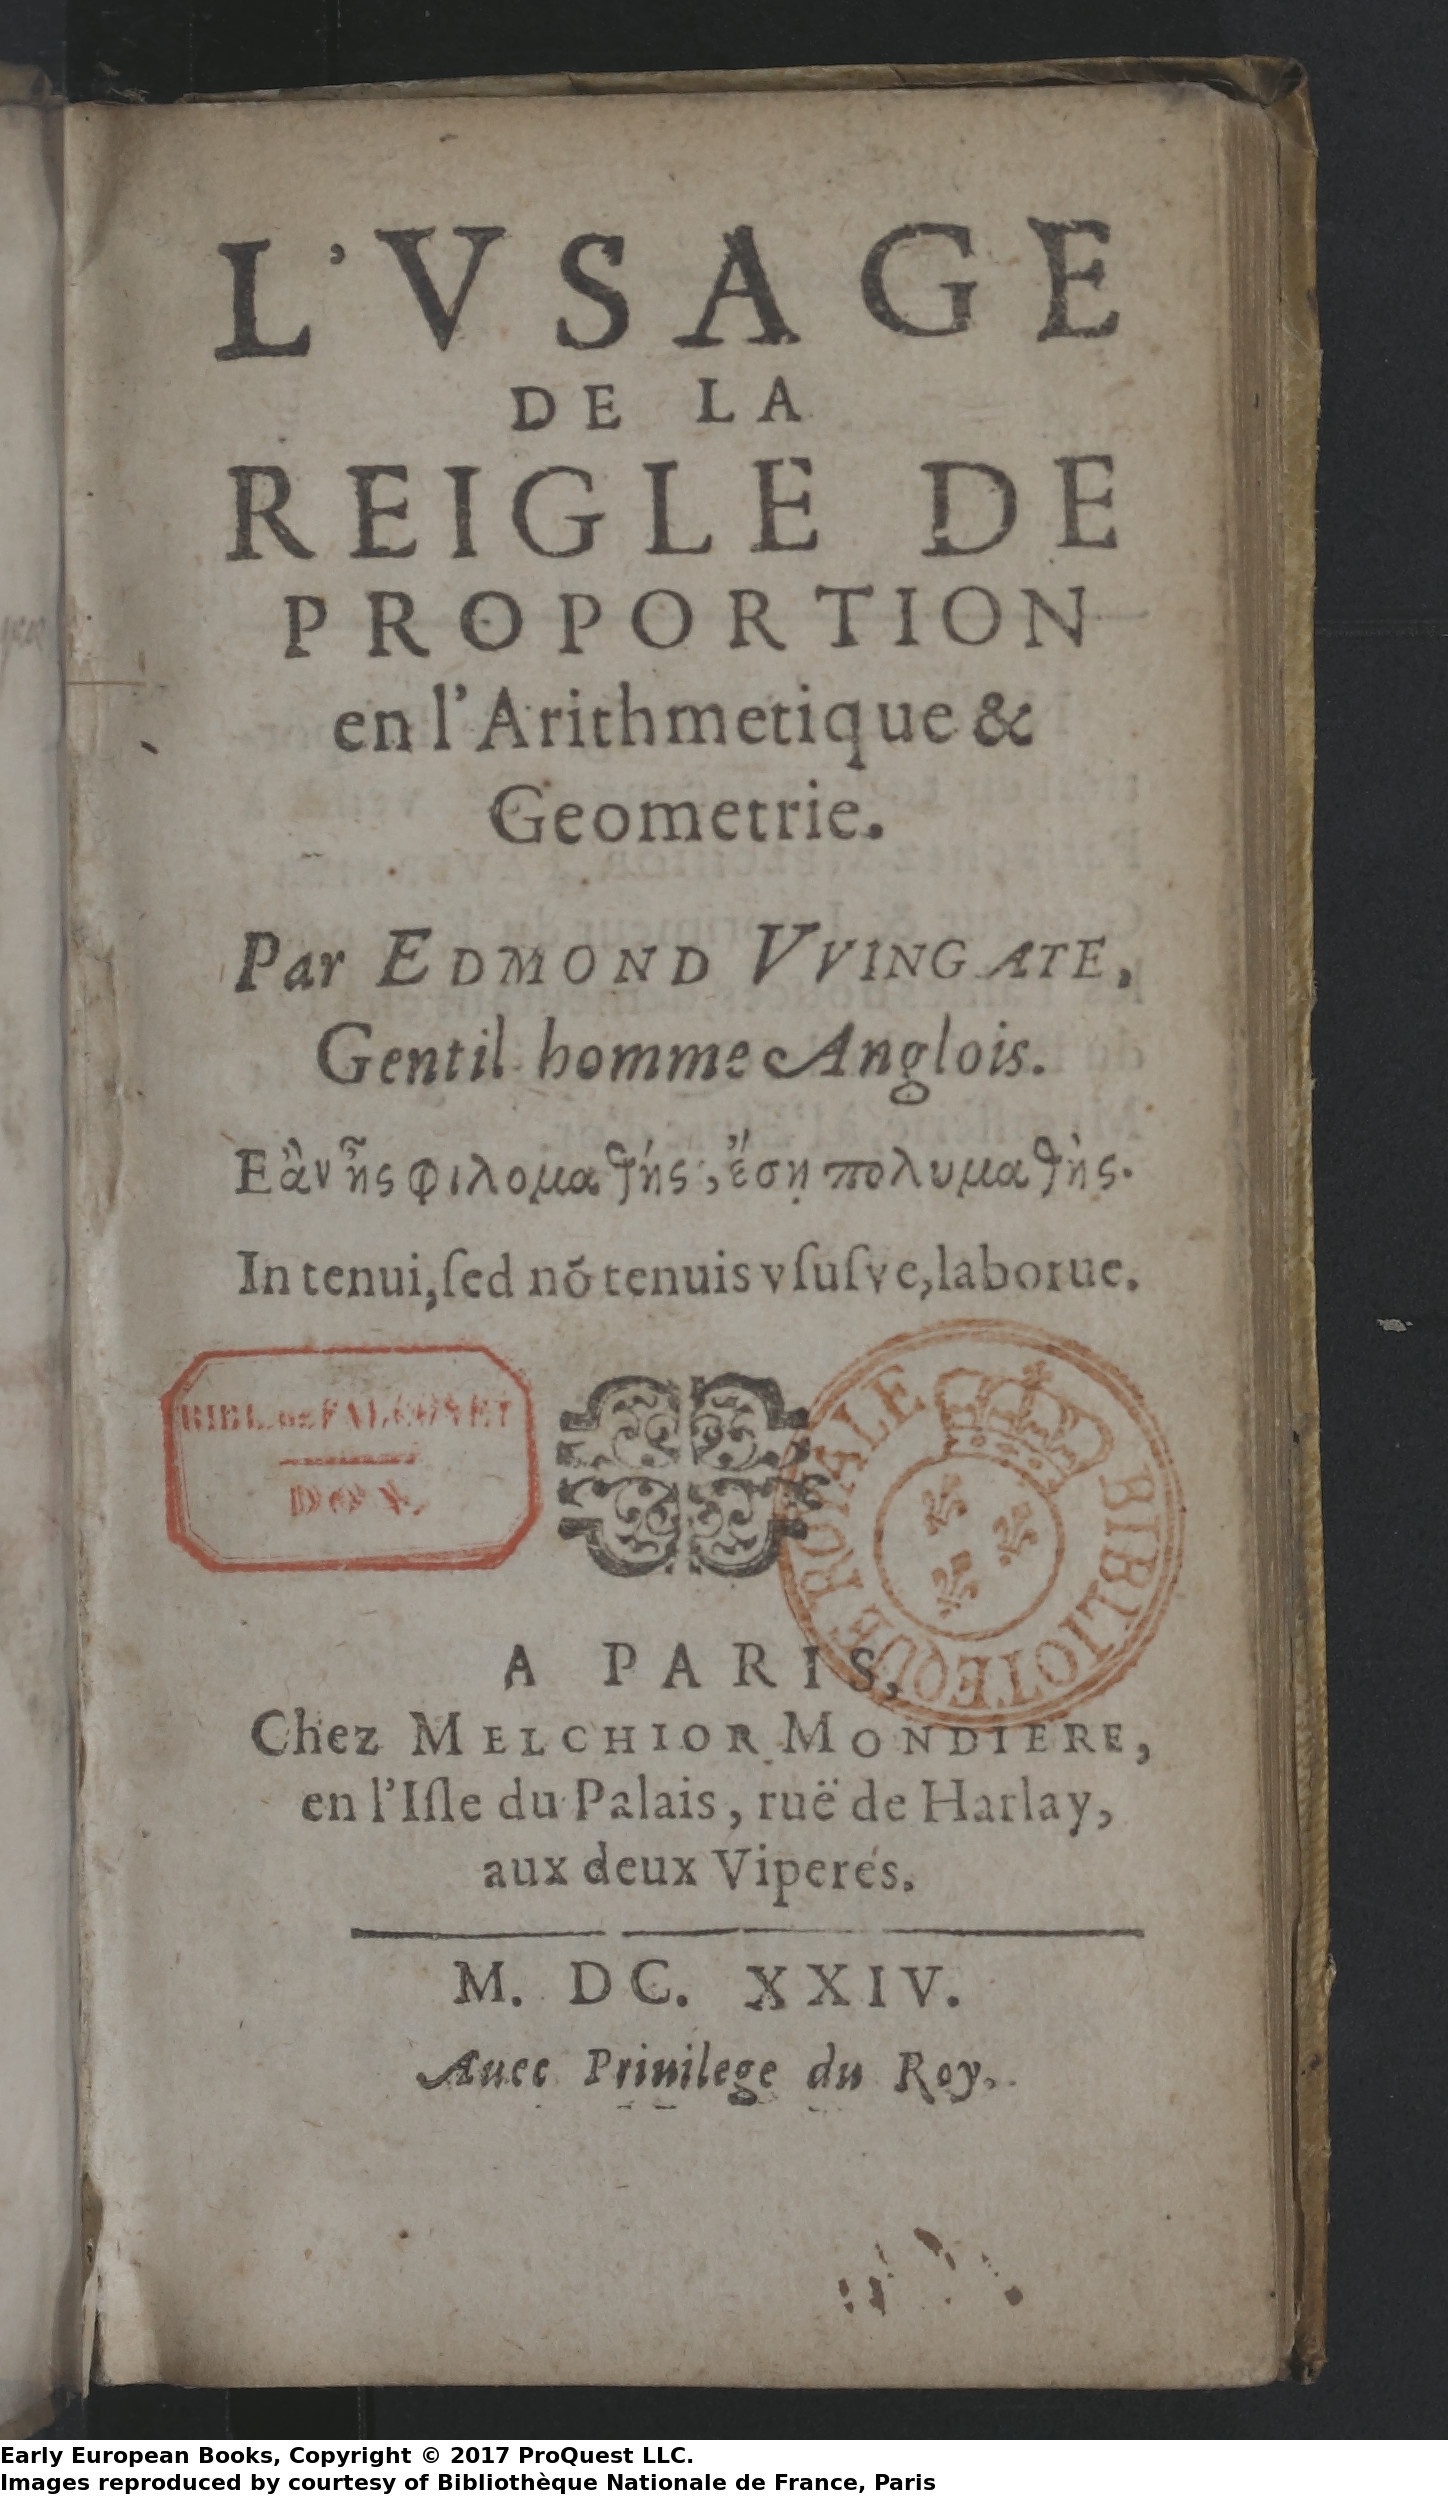 L'VSAGE
DE LA
REIGLE DE
PROPORTION
en l'Arithmetique &
Geometrie.
Par EDMOND VVINGATE,
Gentil-homme Anglois.
Εὰν ᾖς φιλομαθής, ἔσῃ πολυμαθής.
In tenui, ſed nō tenuis vſuſve, laborue.
BIBL. DE FALCONET
DON.
BIBLIOTEQUE ROYALE
A PARIS,
Chez MELCHIOR MONDIERE,
en l'Iſle du Palais, ruë de Harlay,
aux deux Viperes.
M. DC. XXIV.
Auec Priuilege du Roy.
Early European Books, Copyright © 2017 ProQuest LLC.
Images reproduced by courtesy of Bibliothèque Nationale de France, Paris